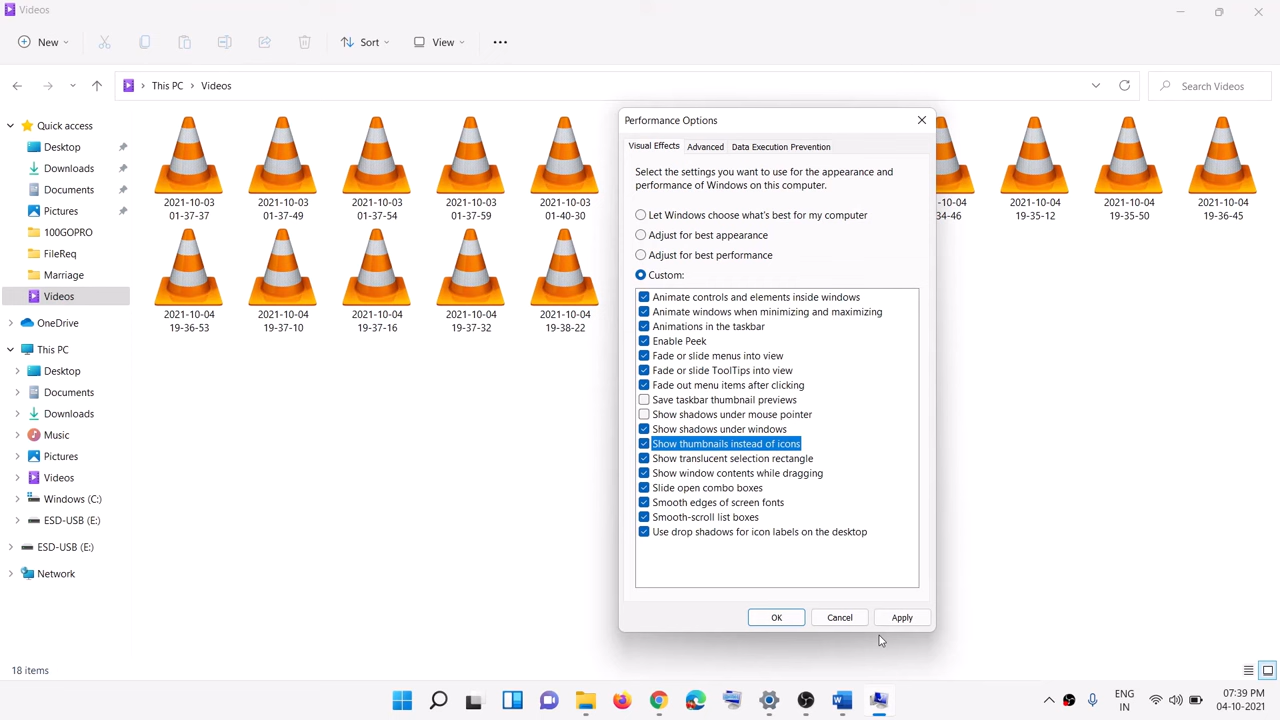 Videos
New
Sort
View
This PC
Videos
Search Videos
Quick access
Desktop
Downloads
Documents
Pictures
100GOPRO
FileReq
Marriage
Videos
OneDrive
This PC
Desktop
Documents
Downloads
Music
Pictures
Videos
Windows (C:)
ESD-USB (E:)
ESD-USB (E:)
Network
2021-10-03
01-37-37
2021-10-03
01-37-49
2021-10-03
01-37-54
2021-10-03
01-37-59
2021-10-03
01-40-30
10-04
34-46
2021-10-04
19-35-12
2021-10-04
19-35-50
2021-10-04
19-36-45
2021-10-04
19-36-53
2021-10-04
19-37-10
2021-10-04
19-37-16
2021-10-04
19-37-32
2021-10-04
19-38-22
Performance Options
Visual Effects
Advanced
Data Execution Prevention
Select the settings you want to use for the appearance and
performance of Windows on this computer.
Let Windows choose what's best for my computer
Adjust for best appearance
Adjust for best performance
Custom:
Animate controls and elements inside windows
Animate windows when minimizing and maximizing
Animations in the taskbar
Enable Peek
Fade or slide menus into view
Fade or slide ToolTips into view
Fade out menu items after clicking
Save taskbar thumbnail previews
Show shadows under mouse pointer
Show shadows under windows
Show thumbnails instead of icons
Show translucent selection rectangle
Show window contents while dragging
Slide open combo boxes
Smooth edges of screen fonts
Smooth-scroll list boxes
Use drop shadows for icon labels on the desktop
OK
Cancel
Apply
18 items
ENG
IN
07:39 PM
04-10-2021